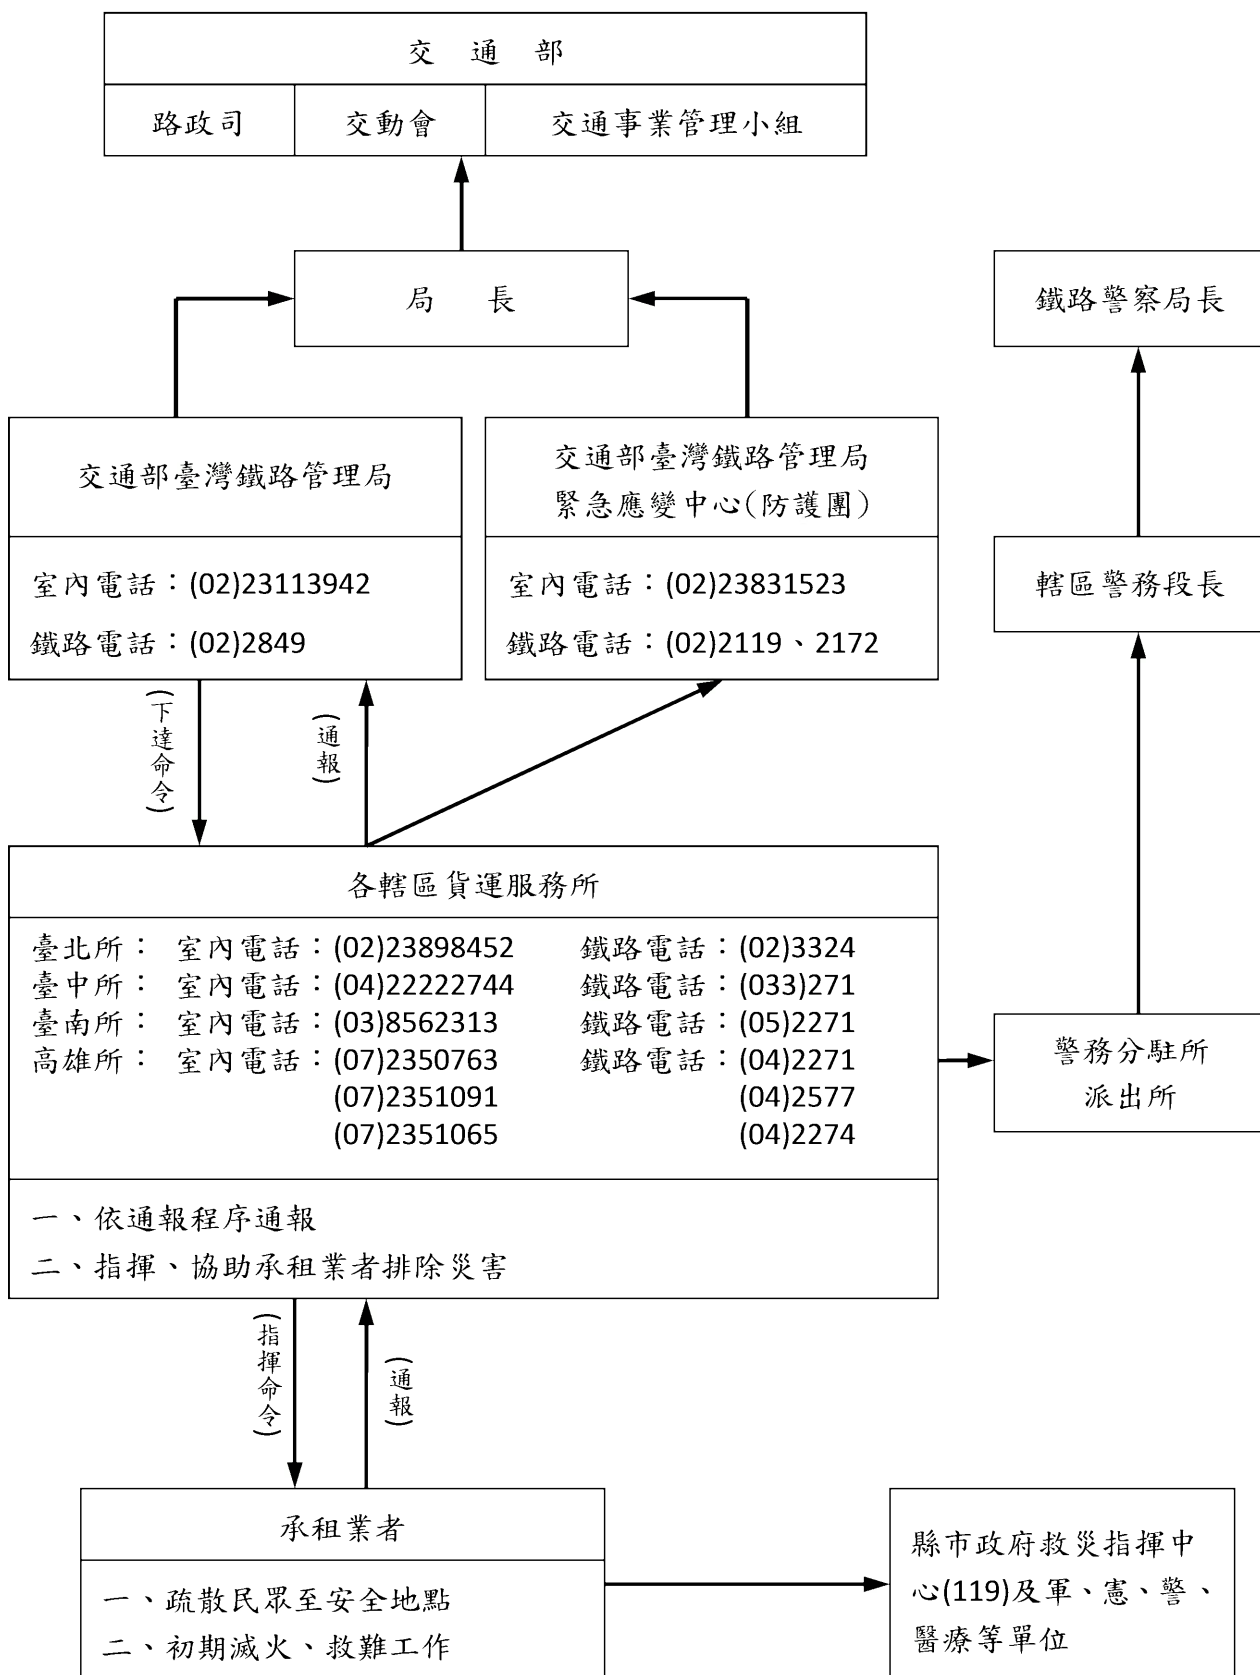 交通部
路政司 交動會 交通事業管理小組
局長
鐵路警察局長
交通部臺灣鐵路管理局
室內電話：(02)23113942
鐵路電話：(02)2849
交通部臺灣鐵路管理局
緊急應變中心(防護團)
室內電話：(02)23831523
鐵路電話：(02)2119、2172
轄區警務段長
(下達命令)
(通報)
各轄區貨運服務所
臺北所： 室內電話：(02)23898452 鐵路電話：(02)3324
臺中所： 室內電話：(04)22222744 鐵路電話：(033)271
臺南所： 室內電話：(03)8562313 鐵路電話：(05)2271
高雄所： 室內電話：(07)2350763 鐵路電話：(04)2271
(07)2351091 (04)2577
(07)2351065 (04)2274
一、依通報程序通報
二、指揮、協助承租業者排除災害
警務分駐所
派出所
(指揮命令)
(通報)
承租業者
一、疏散民眾至安全地點
二、初期滅火、救難工作
縣市政府救災指揮中
心(119)及軍、憲、警、
醫療等單位